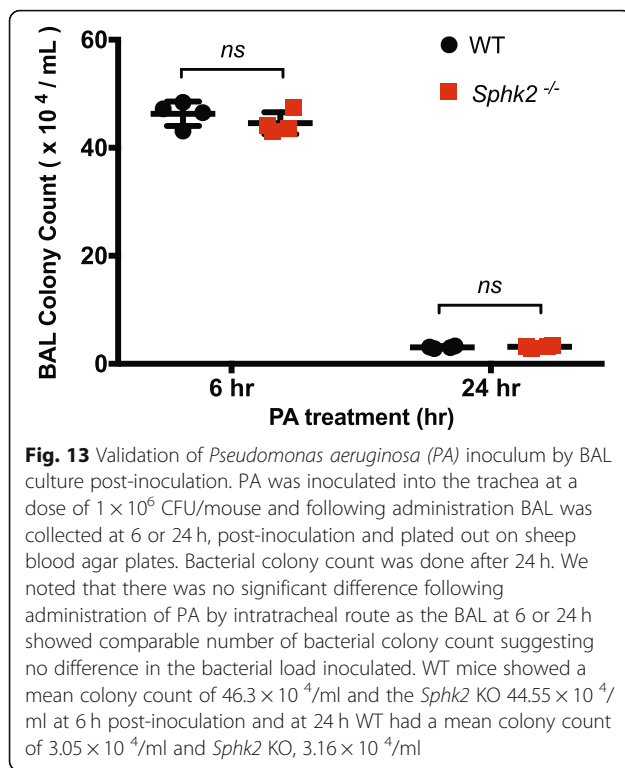 60
40
20
0
BAL Colony Count ( x 10⁴ / mL )
ns
ns
WT
Sphk2 -/-
6 hr
24 hr
PA treatment (hr)
Fig. 13 Validation of Pseudomonas aeruginosa (PA) inoculum by BAL
culture post-inoculation. PA was inoculated into the trachea at a
dose of 1 × 10⁶ CFU/mouse and following administration BAL was
collected at 6 or 24 h, post-inoculation and plated out on sheep
blood agar plates. Bacterial colony count was done after 24 h. We
noted that there was no significant difference following
administration of PA by intratracheal route as the BAL at 6 or 24 h
showed comparable number of bacterial colony count suggesting
no difference in the bacterial load inoculated. WT mice showed a
mean colony count of 46.3 × 10 ⁴/ml and the Sphk2 KO 44.55 × 10 ⁴/
ml at 6 h post-inoculation and at 24 h WT had a mean colony count
of 3.05 × 10 ⁴/ml and Sphk2 KO, 3.16 × 10 ⁴/ml